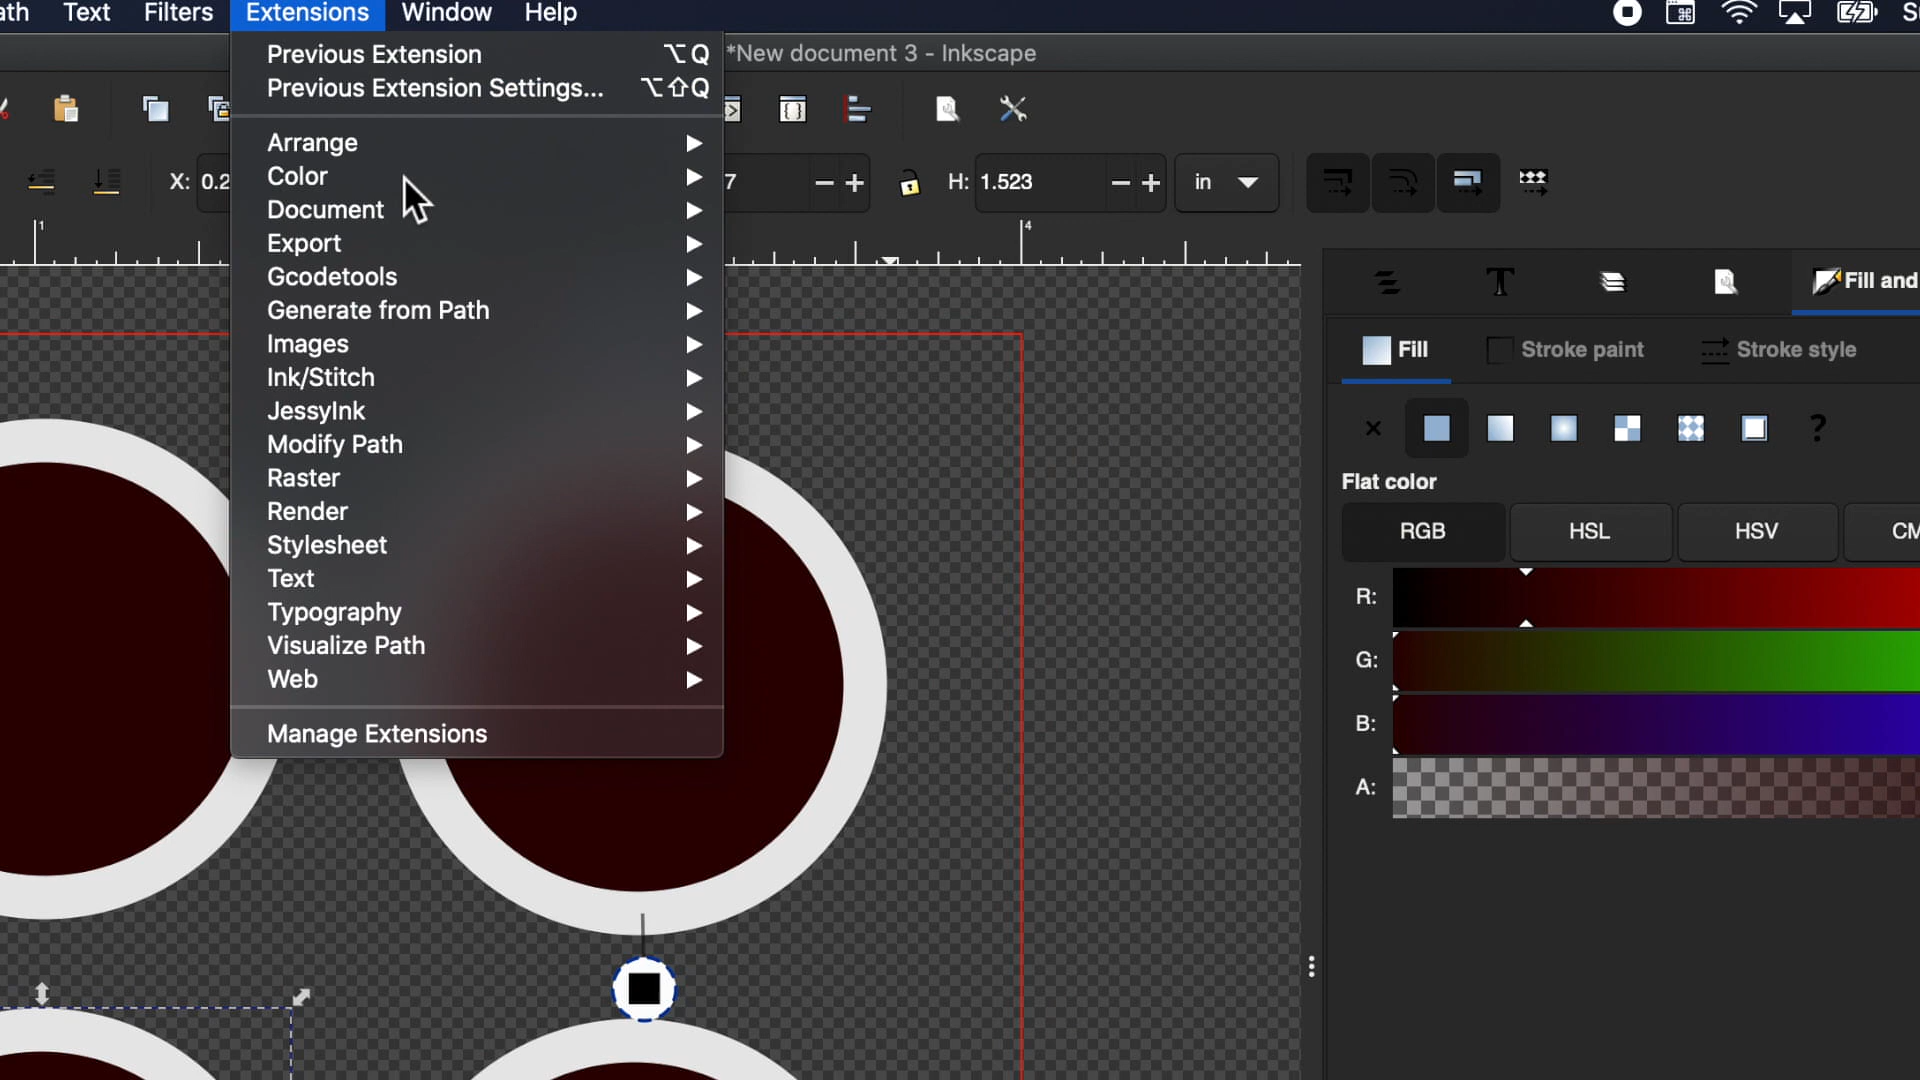 ath Text Filters Extensions Window Help S
Previous Extension ⌥Q
*New document 3 - Inkscape
Previous Extension Settings... ⌥⇧Q
Arrange
X: 0.2
7
H: 1.523
in
Color
Document
1
4
Export
Gcodetools
Fill and
Generate from Path
Images
Fill
Stroke paint
Stroke style
Ink/Stitch
JessyInk
Modify Path
?
Raster
Flat color
Render
RGB
HSL
HSV
CM
Stylesheet
Text
R:
Typography
Visualize Path
G:
Web
B:
Manage Extensions
A: